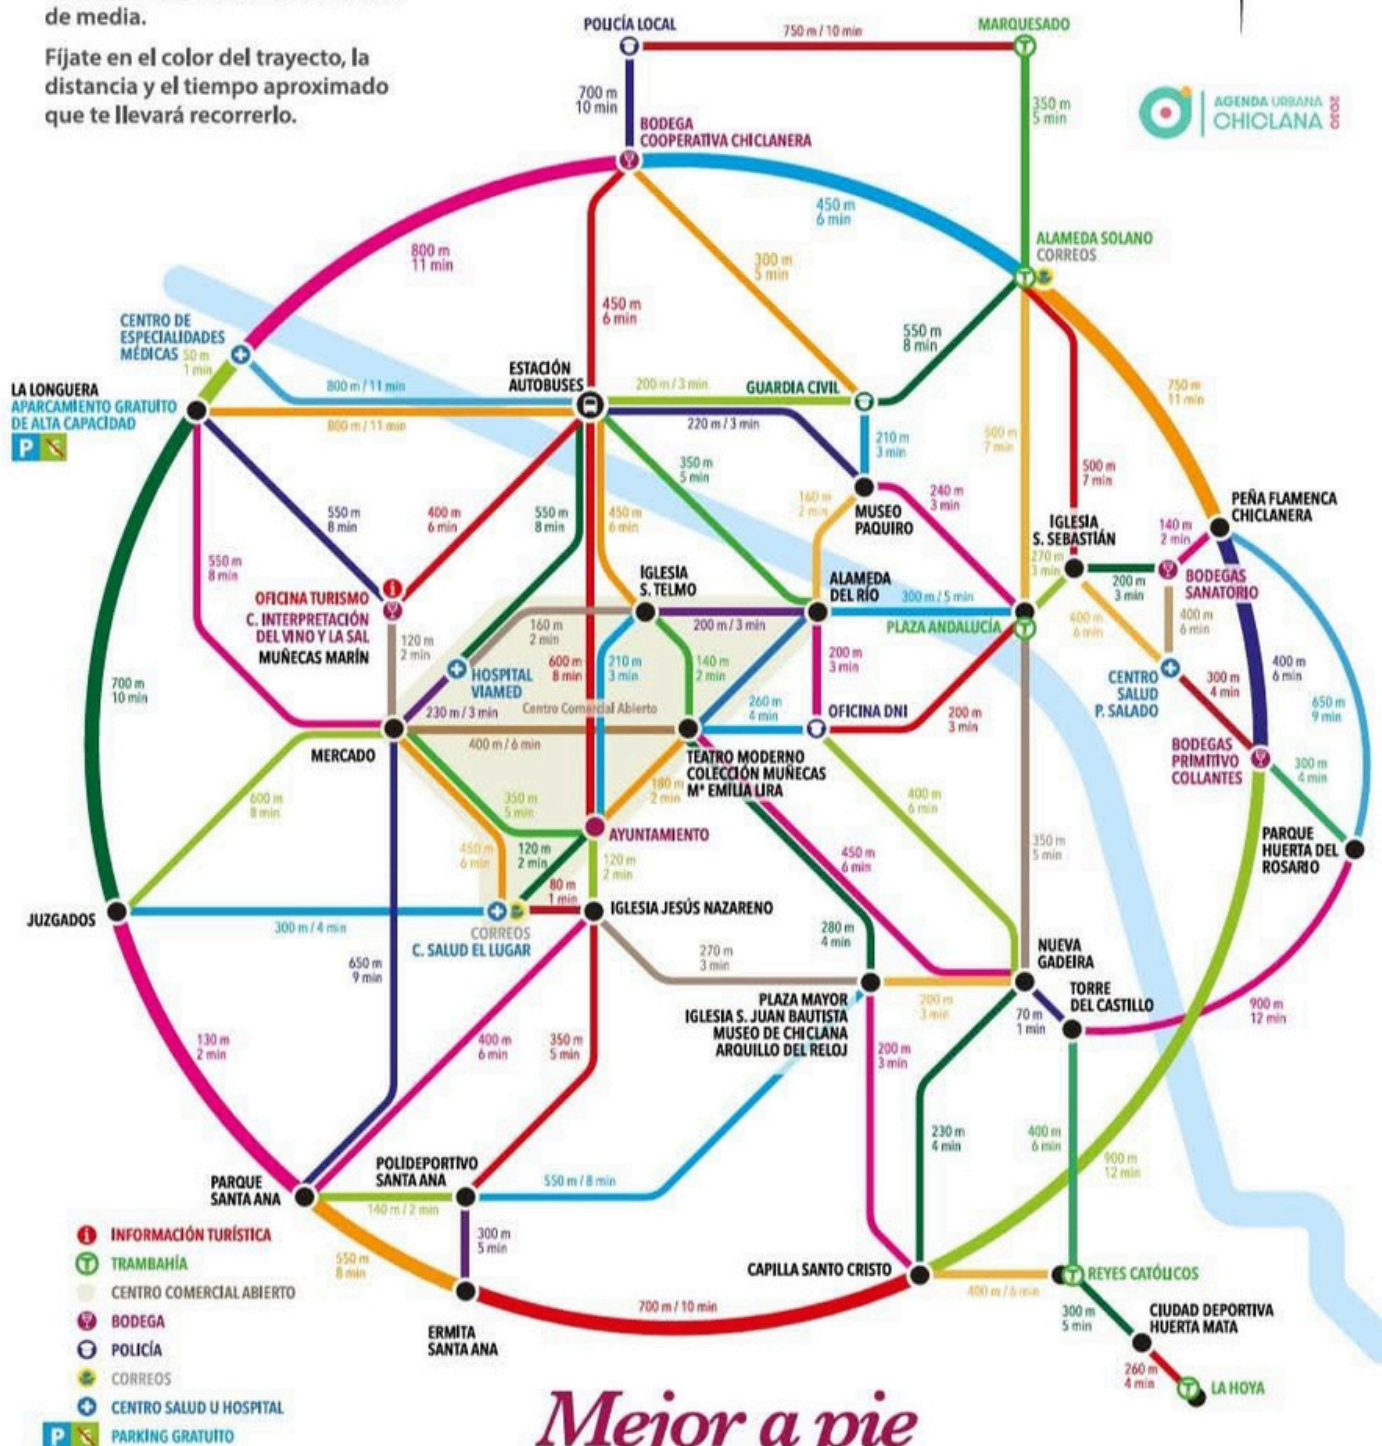 de media.
Fíjate en el color del trayecto, la
distancia y el tiempo aproximado
que te llevará recorrerlo.
POLICÍA LOCAL
750 m / 10 min
MARQUESADO
700 m
10 min
350 m
5 min
AGENDA URBANA
CHICLANA
2030
BODEGA
COOPERATIVA CHICLANERA
450 m
6 min
ALAMEDA SOLANO
CORREOS
800 m
11 min
300 m
5 min
450 m
6 min
550 m
8 min
CENTRO DE
ESPECIALIDADES
MÉDICAS
50 m
1 min
LA LONGUERA
APARCAMIENTO GRATUITO
DE ALTA CAPACIDAD
P
800 m / 11 min
800 m / 11 min
ESTACIÓN
AUTOBUSES
200 m / 3 min
GUARDIA CIVIL
220 m / 3 min
210 m
3 min
750 m
11 min
500 m
7 min
500 m
7 min
350 m
5 min
160 m
2 min
MUSEO
PAQUIRO
240 m
3 min
PEÑA FLAMENCA
CHICLANERA
550 m
8 min
400 m
6 min
550 m
8 min
450 m
6 min
IGLESIA
S. SEBASTIÁN
140 m
2 min
270 m
3 min
200 m
3 min
BODEGAS
SANATORIO
550 m
8 min
OFICINA TURISMO
C. INTERPRETACIÓN
DEL VINO Y LA SAL
MUÑECAS MARÍN
120 m
2 min
IGLESIA
S. TELMO
ALAMEDA
DEL RÍO
300 m / 5 min
PLAZA ANDALUCÍA
400 m
6 min
400 m
6 min
160 m
2 min
200 m / 3 min
HOSPITAL
VIAMED
600 m
8 min
210 m
3 min
140 m
2 min
200 m
3 min
CENTRO
SALUD
P. SALADO
300 m
4 min
400 m
6 min
650 m
9 min
700 m
10 min
230 m / 3 min
Centro Comercial Abierto
260 m
4 min
OFICINA DNI
200 m
3 min
MERCADO
400 m / 6 min
TEATRO MODERNO
COLECCIÓN MUÑECAS
Mª EMILIA LIRA
BODEGAS
PRIMITIVO
COLLANTES
300 m
4 min
180 m
2 min
600 m
8 min
350 m
5 min
400 m
6 min
AYUNTAMIENTO
PARQUE
HUERTA DEL
ROSARIO
450 m
6 min
120 m
2 min
120 m
2 min
450 m
6 min
350 m
5 min
80 m
1 min
JUZGADOS
300 m / 4 min
IGLESIA JESÚS NAZARENO
CORREOS
C. SALUD EL LUGAR
280 m
4 min
650 m
9 min
270 m
3 min
NUEVA
GADEIRA
PLAZA MAYOR
IGLESIA S. JUAN BAUTISTA
MUSEO DE CHICLANA
ARQUILLO DEL RELOJ
200 m
3 min
70 m
1 min
TORRE
DEL CASTILLO
900 m
12 min
130 m
2 min
400 m
6 min
350 m
5 min
200 m
3 min
230 m
4 min
400 m
6 min
900 m
12 min
PARQUE
SANTA ANA
POLIDEPORTIVO
SANTA ANA
550 m / 8 min
140 m / 2 min
300 m
5 min
550 m
8 min
CAPILLA SANTO CRISTO
400 m / 6 min
REYES CATÓLICOS
700 m / 10 min
ERMITA
SANTA ANA
300 m
5 min
CIUDAD DEPORTIVA
HUERTA MATA
260 m
4 min
LA HOYA
INFORMACIÓN TURÍSTICA
TRAMBAHÍA
CENTRO COMERCIAL ABIERTO
BODEGA
POLICÍA
CORREOS
CENTRO SALUD U HOSPITAL
P
PARKING GRATUITO
Mejor a pie